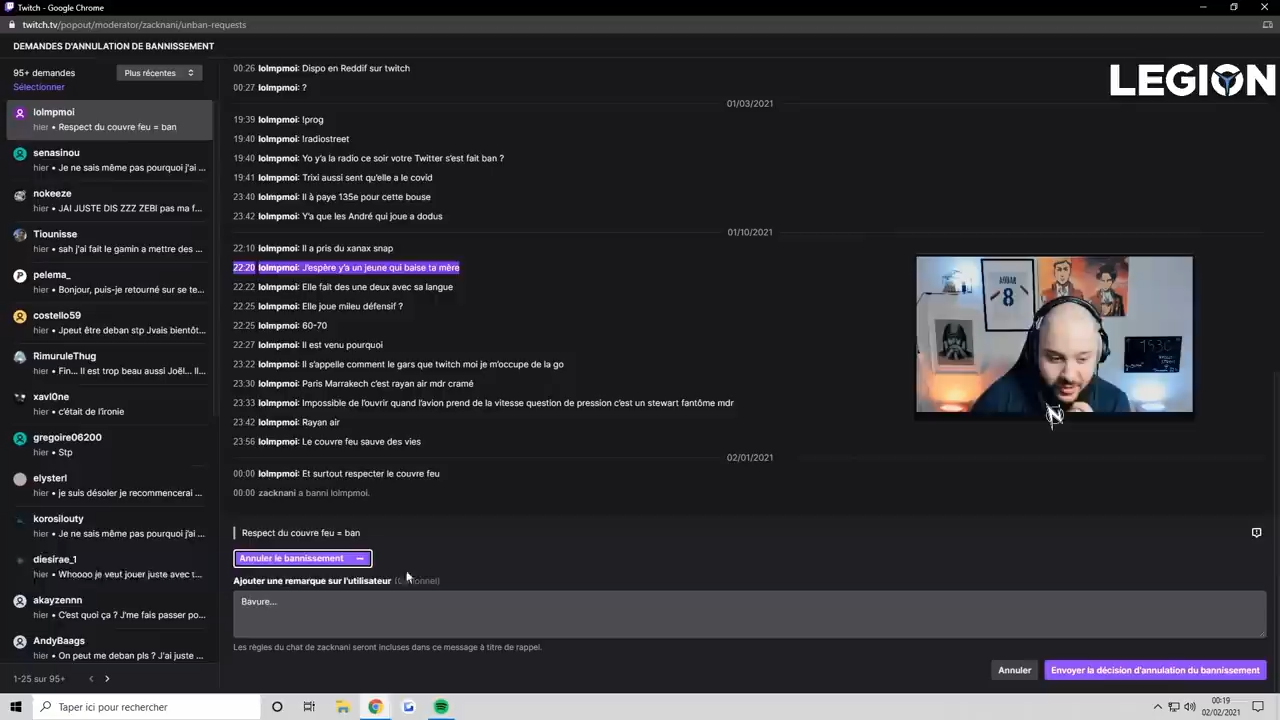 Twitch - Google Chrome
twitch.tv/popout/moderator/zacknani/unban-requests
DEMANDES D'ANNULATION DE BANNISSEMENT
95+ demandes
Plus récentes
Sélectionner
lolmpmoi
hier • Respect du couvre feu = ban
senasinou
hier • Je ne sais même pas pourquoi j'ai ...
nokeeze
hier • JAI JUSTE DIS ZZZ ZEBI pas ma f...
Tiounisse
hier • sah j'ai fait le gamin a mettre des ...
pelema_
hier • Bonjour, puis-je retourné sur se te...
costello59
hier • Jpeut être deban stp Jvais bientôt...
RimuruleThug
hier • Fin... Il est trop beau aussi Joël... Il...
xavl0ne
hier • c'était de l'ironie
gregoire06200
hier • Stp
elysterl
hier • je suis désoler je recommencerai ...
korosilouty
hier • Je ne sais même pas pourquoi j'ai ...
diesirae_1
hier • Whoooo je veut jouer juste avec t...
akayzennn
hier • C'est quoi ça ? J'me fais passer po...
AndyBaags
hier • On peut me deban pls ? J'ai juste ...
1-25 sur 95+
00:26 lolmpmoi: Dispo en Reddif sur twitch
00:27 lolmpmoi: ?
01/03/2021
19:39 lolmpmoi: !prog
19:40 lolmpmoi: !radiostreet
19:40 lolmpmoi: Yo y'a la radio ce soir votre Twitter s'est fait ban ?
19:41 lolmpmoi: Trixi aussi sent qu'elle a le covid
23:40 lolmpmoi: Il à paye 135e pour cette bouse
23:42 lolmpmoi: Y'a que les André qui joue a dodus
01/10/2021
22:10 lolmpmoi: Il a pris du xanax snap
22:20 lolmpmoi: J'espère y'a un jeune qui baise ta mère
22:22 lolmpmoi: Elle fait des une deux avec sa langue
22:25 lolmpmoi: Elle joue mileu défensif ?
22:25 lolmpmoi: 60-70
22:27 lolmpmoi: Il est venu pourquoi
23:22 lolmpmoi: Il s'appelle comment le gars que twitch moi je m'occupe de la go
23:30 lolmpmoi: Paris Marrakech c'est rayan air mdr cramé
23:33 lolmpmoi: Impossible de l'ouvrir quand l'avion prend de la vitesse question de pression c'est un stewart fantôme mdr
23:42 lolmpmoi: Rayan air
23:56 lolmpmoi: Le couvre feu sauve des vies
02/01/2021
00:00 lolmpmoi: Et surtout respecter le couvre feu
00:00 zacknani a banni lolmpmoi.
Respect du couvre feu = ban
Annuler le bannissement
Ajouter une remarque sur l'utilisateur (Optionnel)
Bavure...
Les règles du chat de zacknani seront incluses dans ce message à titre de rappel.
Annuler
Envoyer la décision d'annulation du bannissement
LEGION
8
Taper ici pour rechercher
00:19
02/02/2021